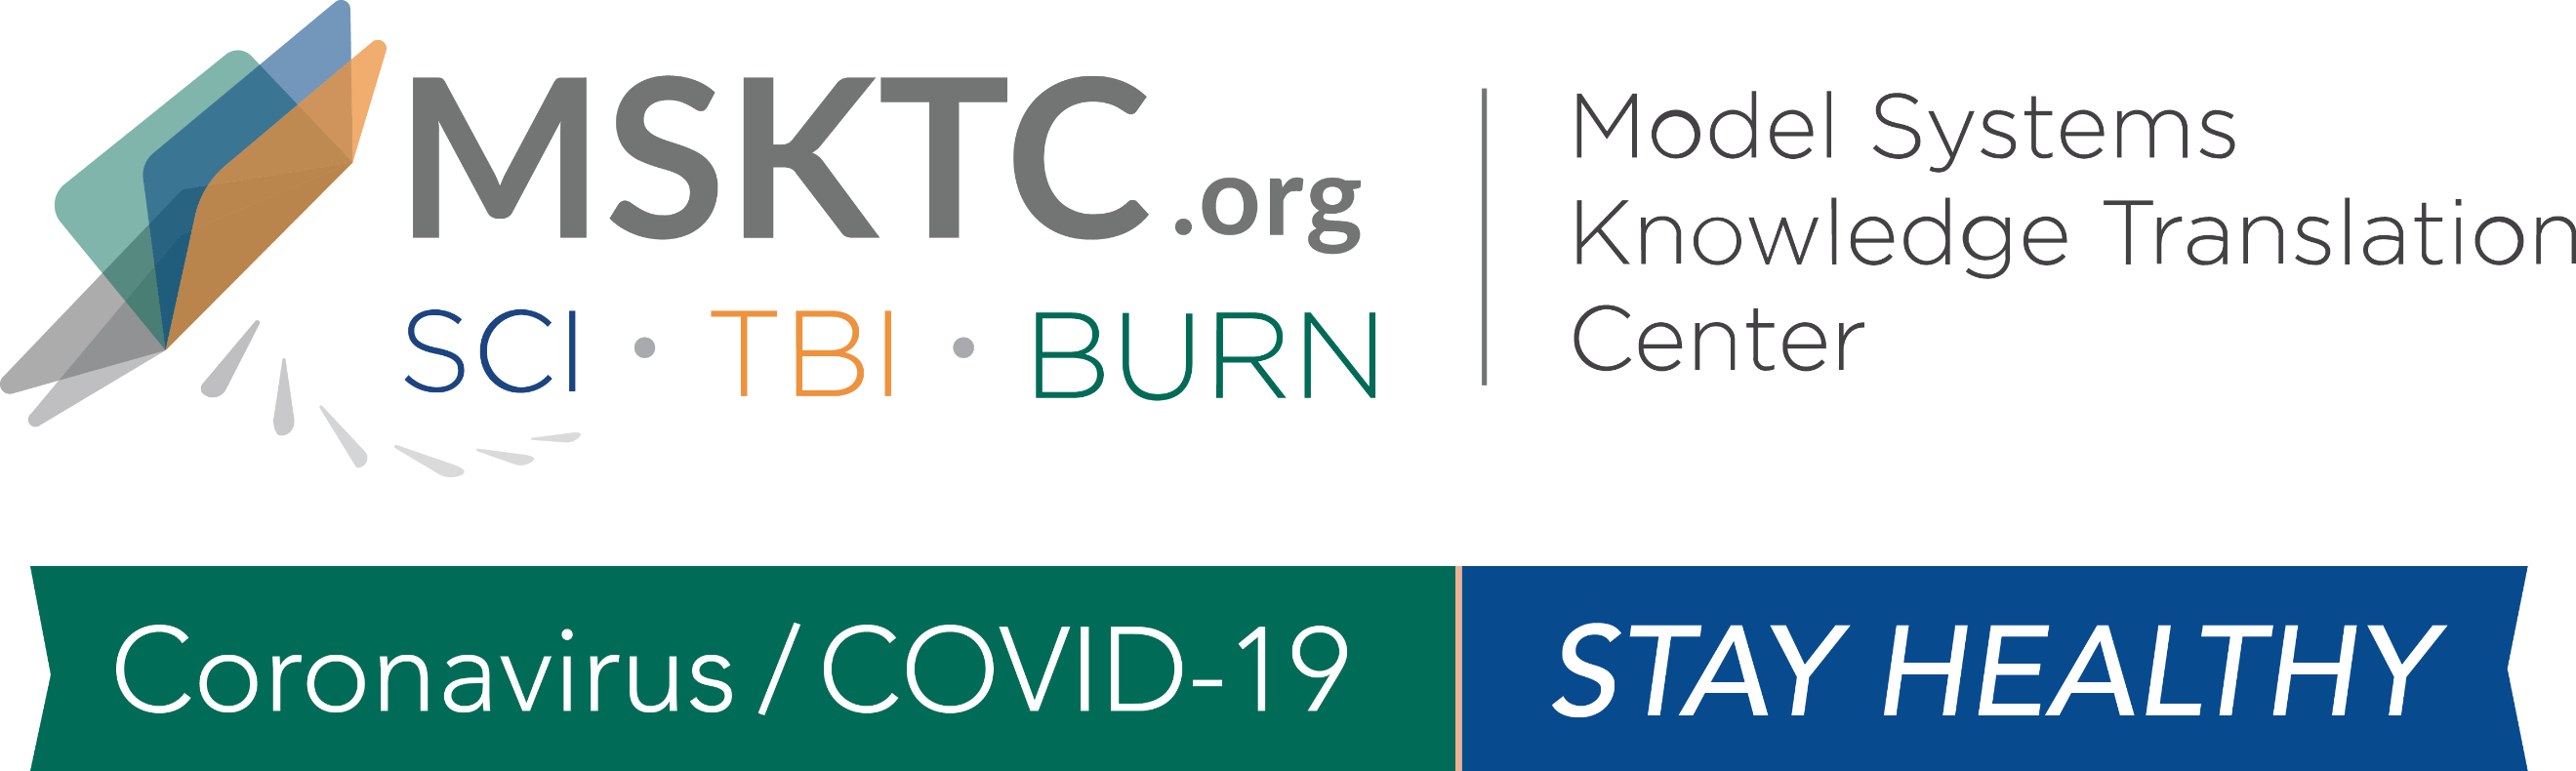 MSKTC.org
SCI • TBI • BURN
Model Systems
Knowledge Translation
Center
Coronavirus/COVID-19
STAY HEALTHY